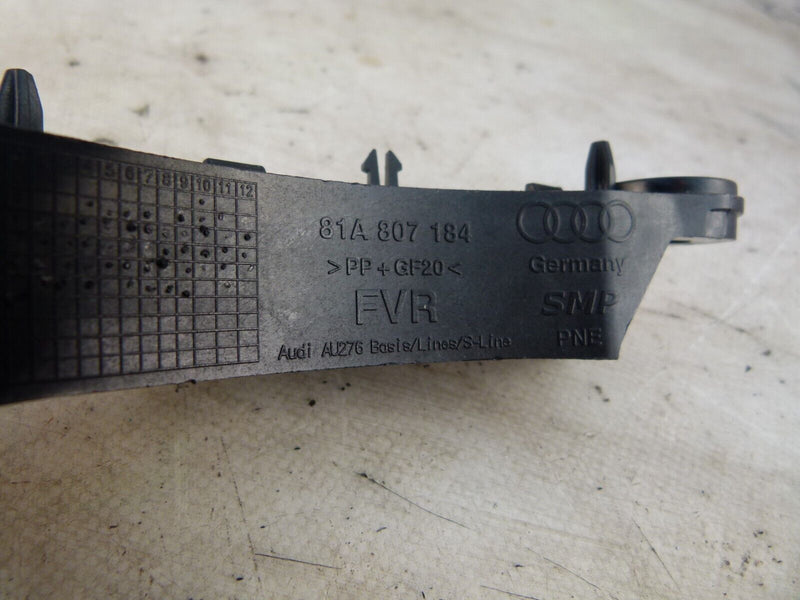 4 5 6 7 8 9 10 11 12
81A 807 184
>PP+GF20<
FVR
Audi AU276 Basis/Lines/S-Line
Germany
SMP
PNE